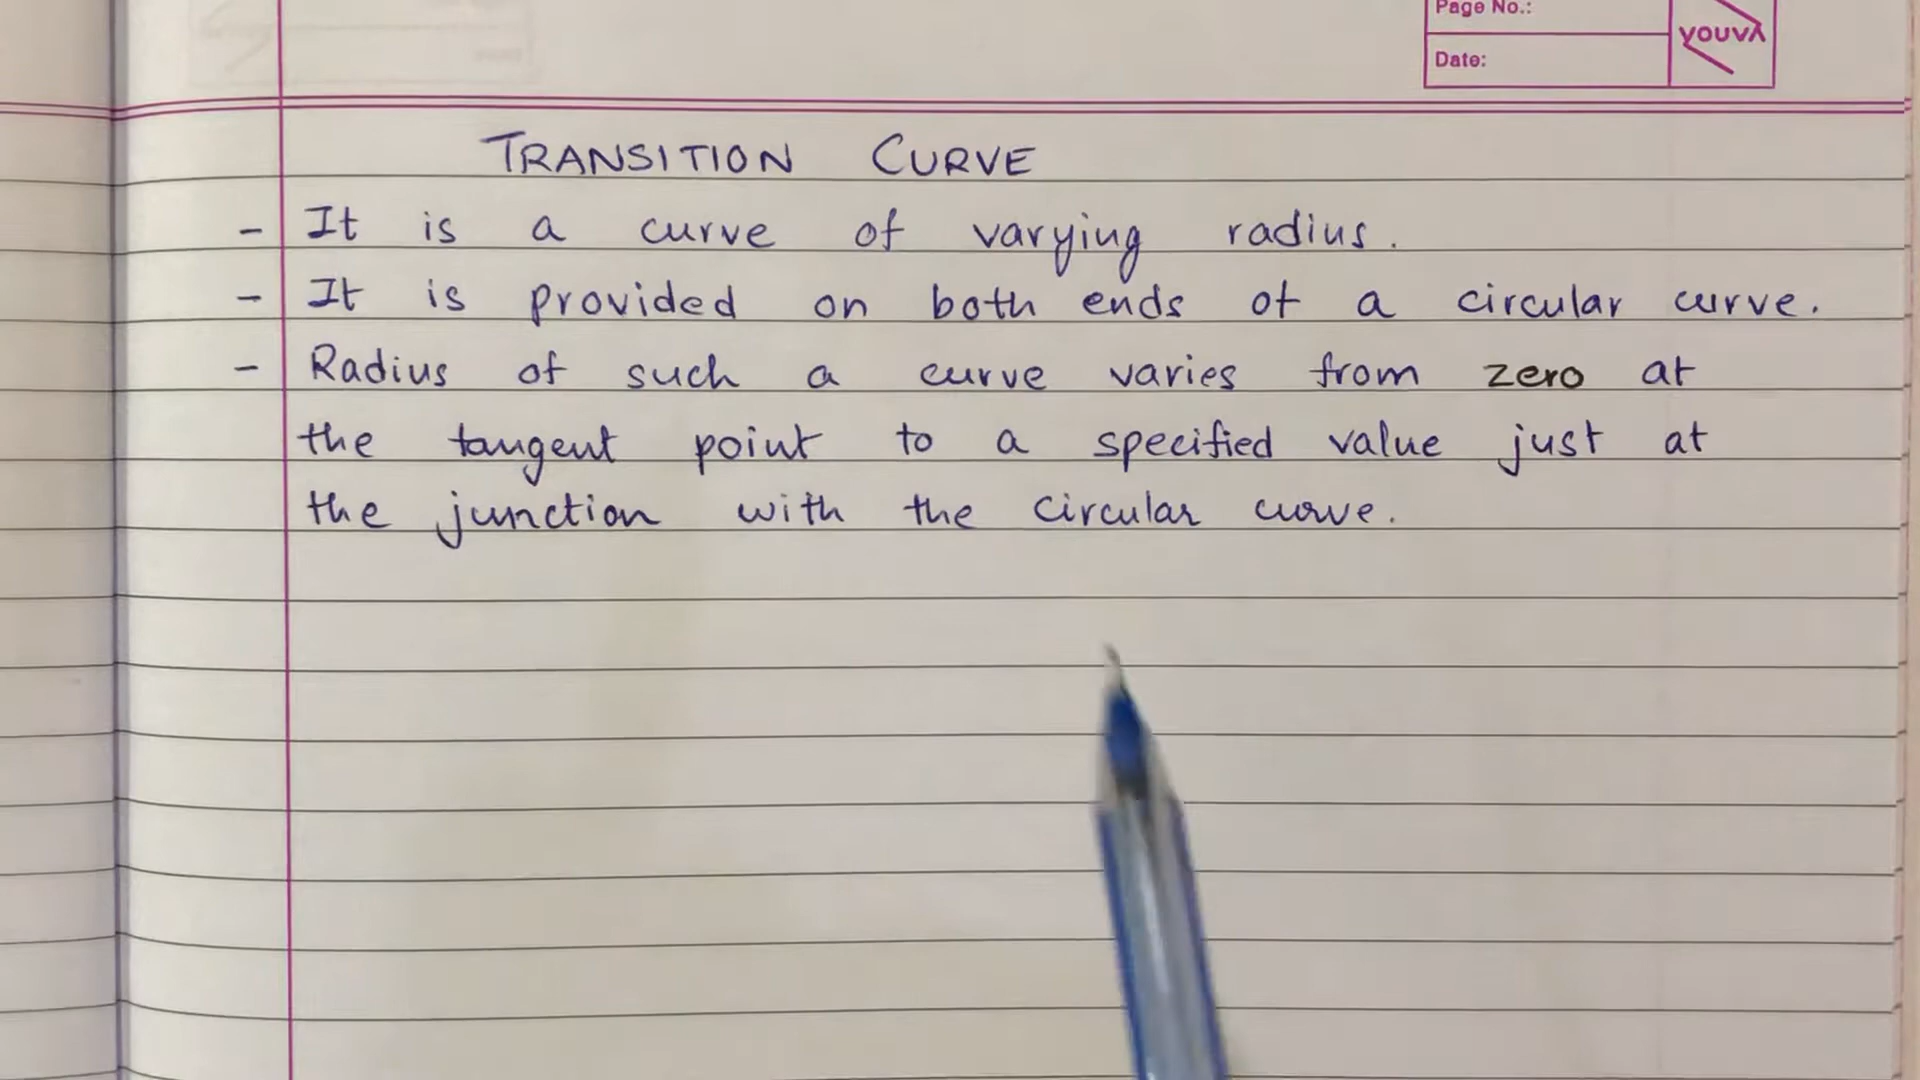 Page No.:
Date:
YOUVA
TRANSITION CURVE
- It is a curve of varying radius.
- It is provided on both ends of a circular curve.
- Radius of such a curve varies from zero at
the tangent point to a specified value just at
the junction with the circular curve.